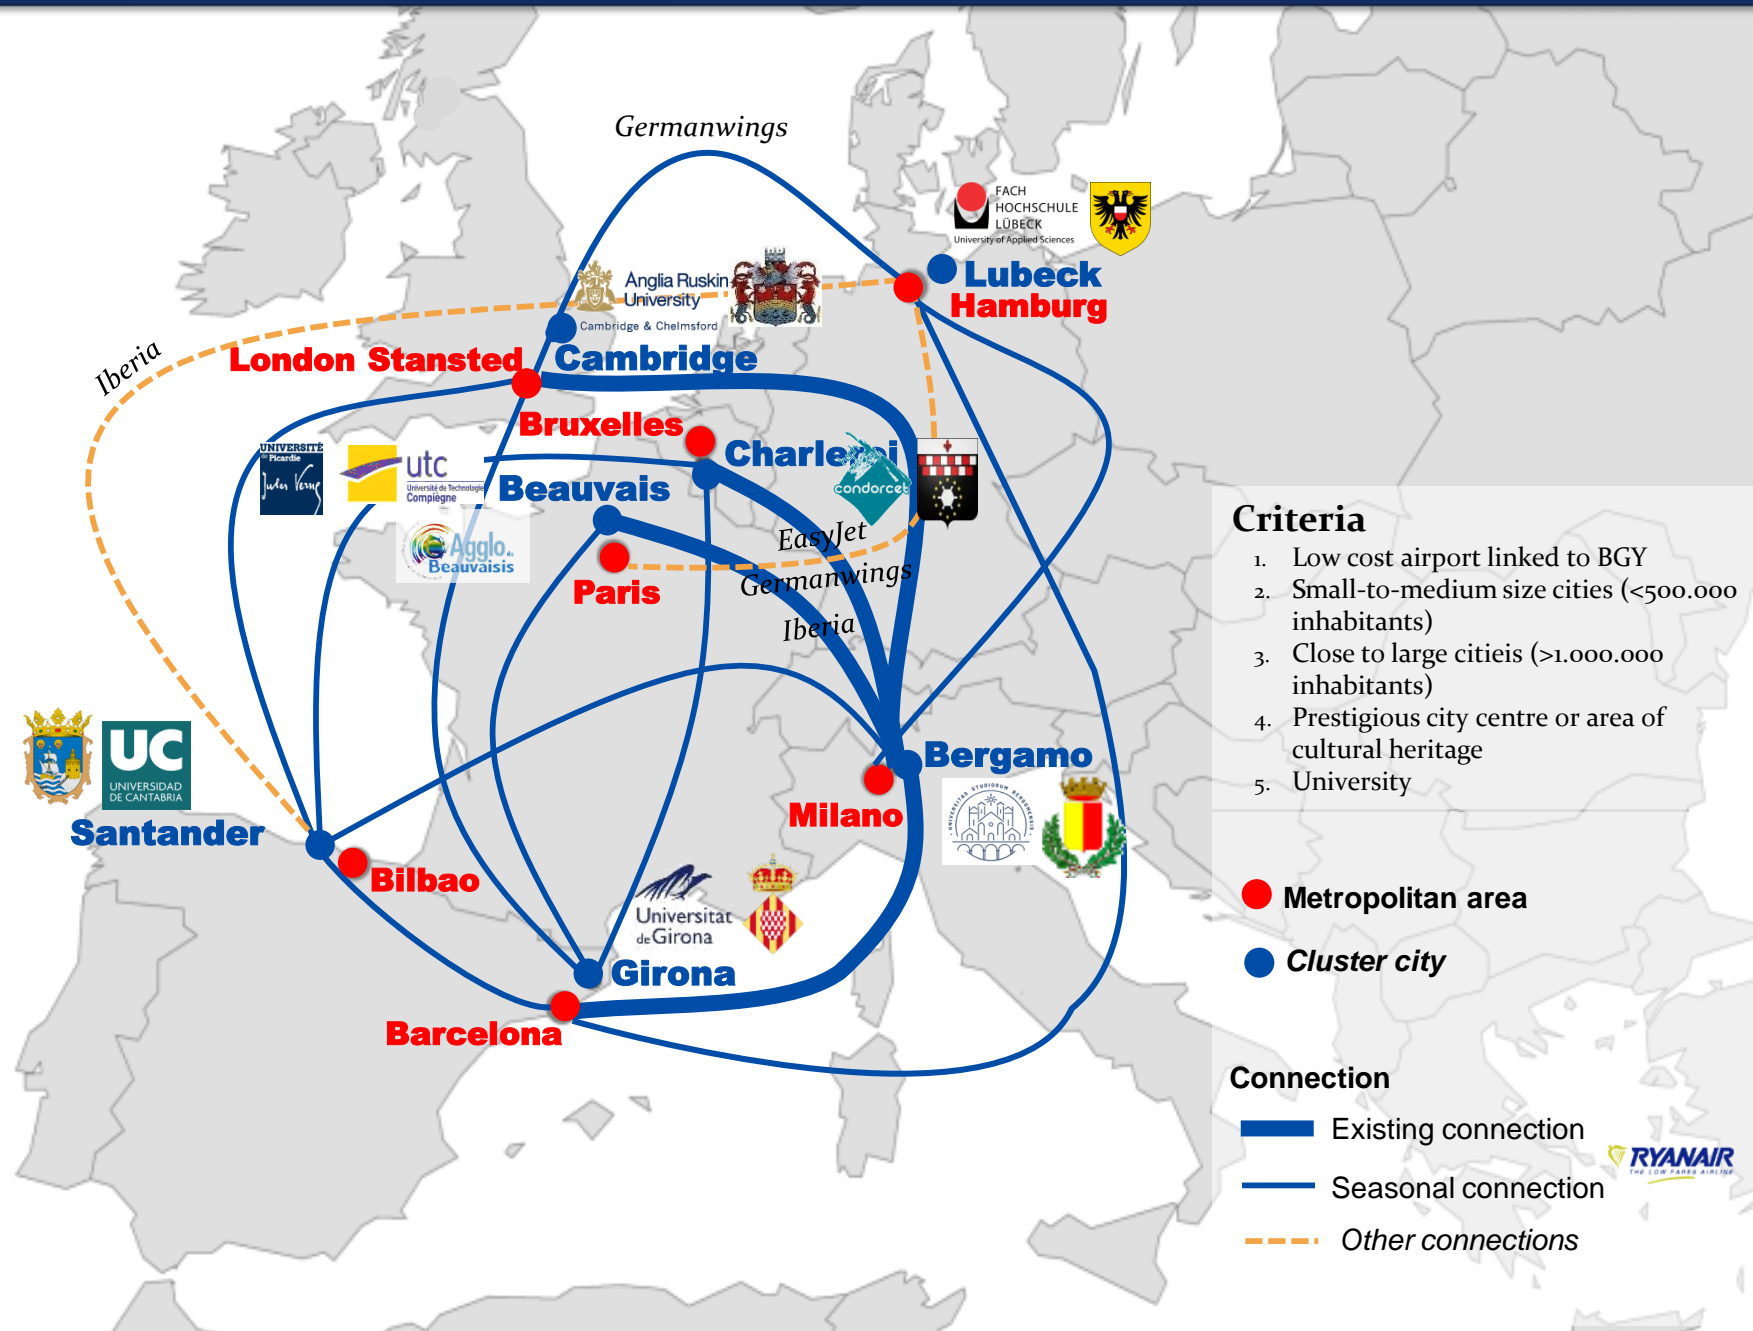 Germanwings
FACH
HOCHSCHULE
LÜBECK
University of Applied Sciences
Lubeck
Hamburg
Anglia Ruskin
University
Cambridge & Chelmsford
Iberia
London Stansted
Cambridge
Bruxelles
Charleroi
condorcet
UNIVERSITÉ
de Picardie
Jules Verne
utc
Université de Technologie
Compiègne
Beauvais
Agglo..
Beauvaisis
Paris
EasyJet
Germanwings
Iberia
Criteria
1. Low cost airport linked to BGY
2. Small-to-medium size cities (<500.000
inhabitants)
3. Close to large citieis (>1.000.000
inhabitants)
4. Prestigious city centre or area of
cultural heritage
5. University
UC
UNIVERSIDAD
DE CANTABRIA
Santander
Bilbao
Bergamo
Milano
Universitat
de Girona
Girona
Barcelona
Metropolitan area
Cluster city
Connection
Existing connection
RYANAIR
THE LOW FARES AIRLINE
Seasonal connection
Other connections